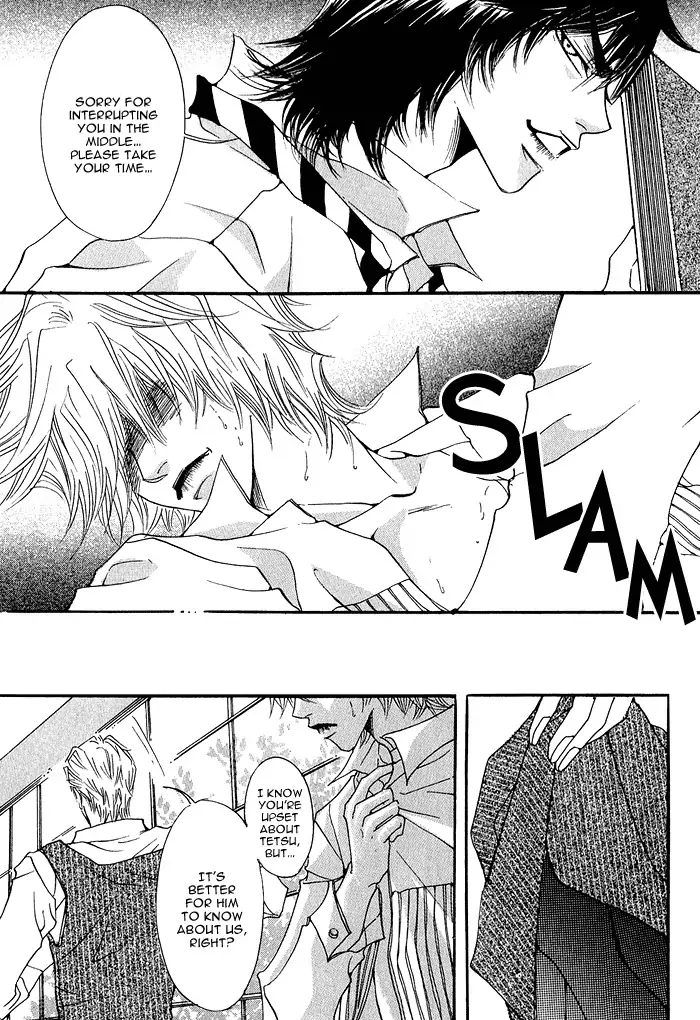 SORRY FOR
INTERRUPTING
YOU IN THE
MIDDLE...
PLEASE TAKE
YOUR TIME...
SLAM
I KNOW
YOU'RE
UPSET
ABOUT
TETSU,
BUT...
IT'S
BETTER
FOR HIM
TO KNOW
ABOUT US,
RIGHT?